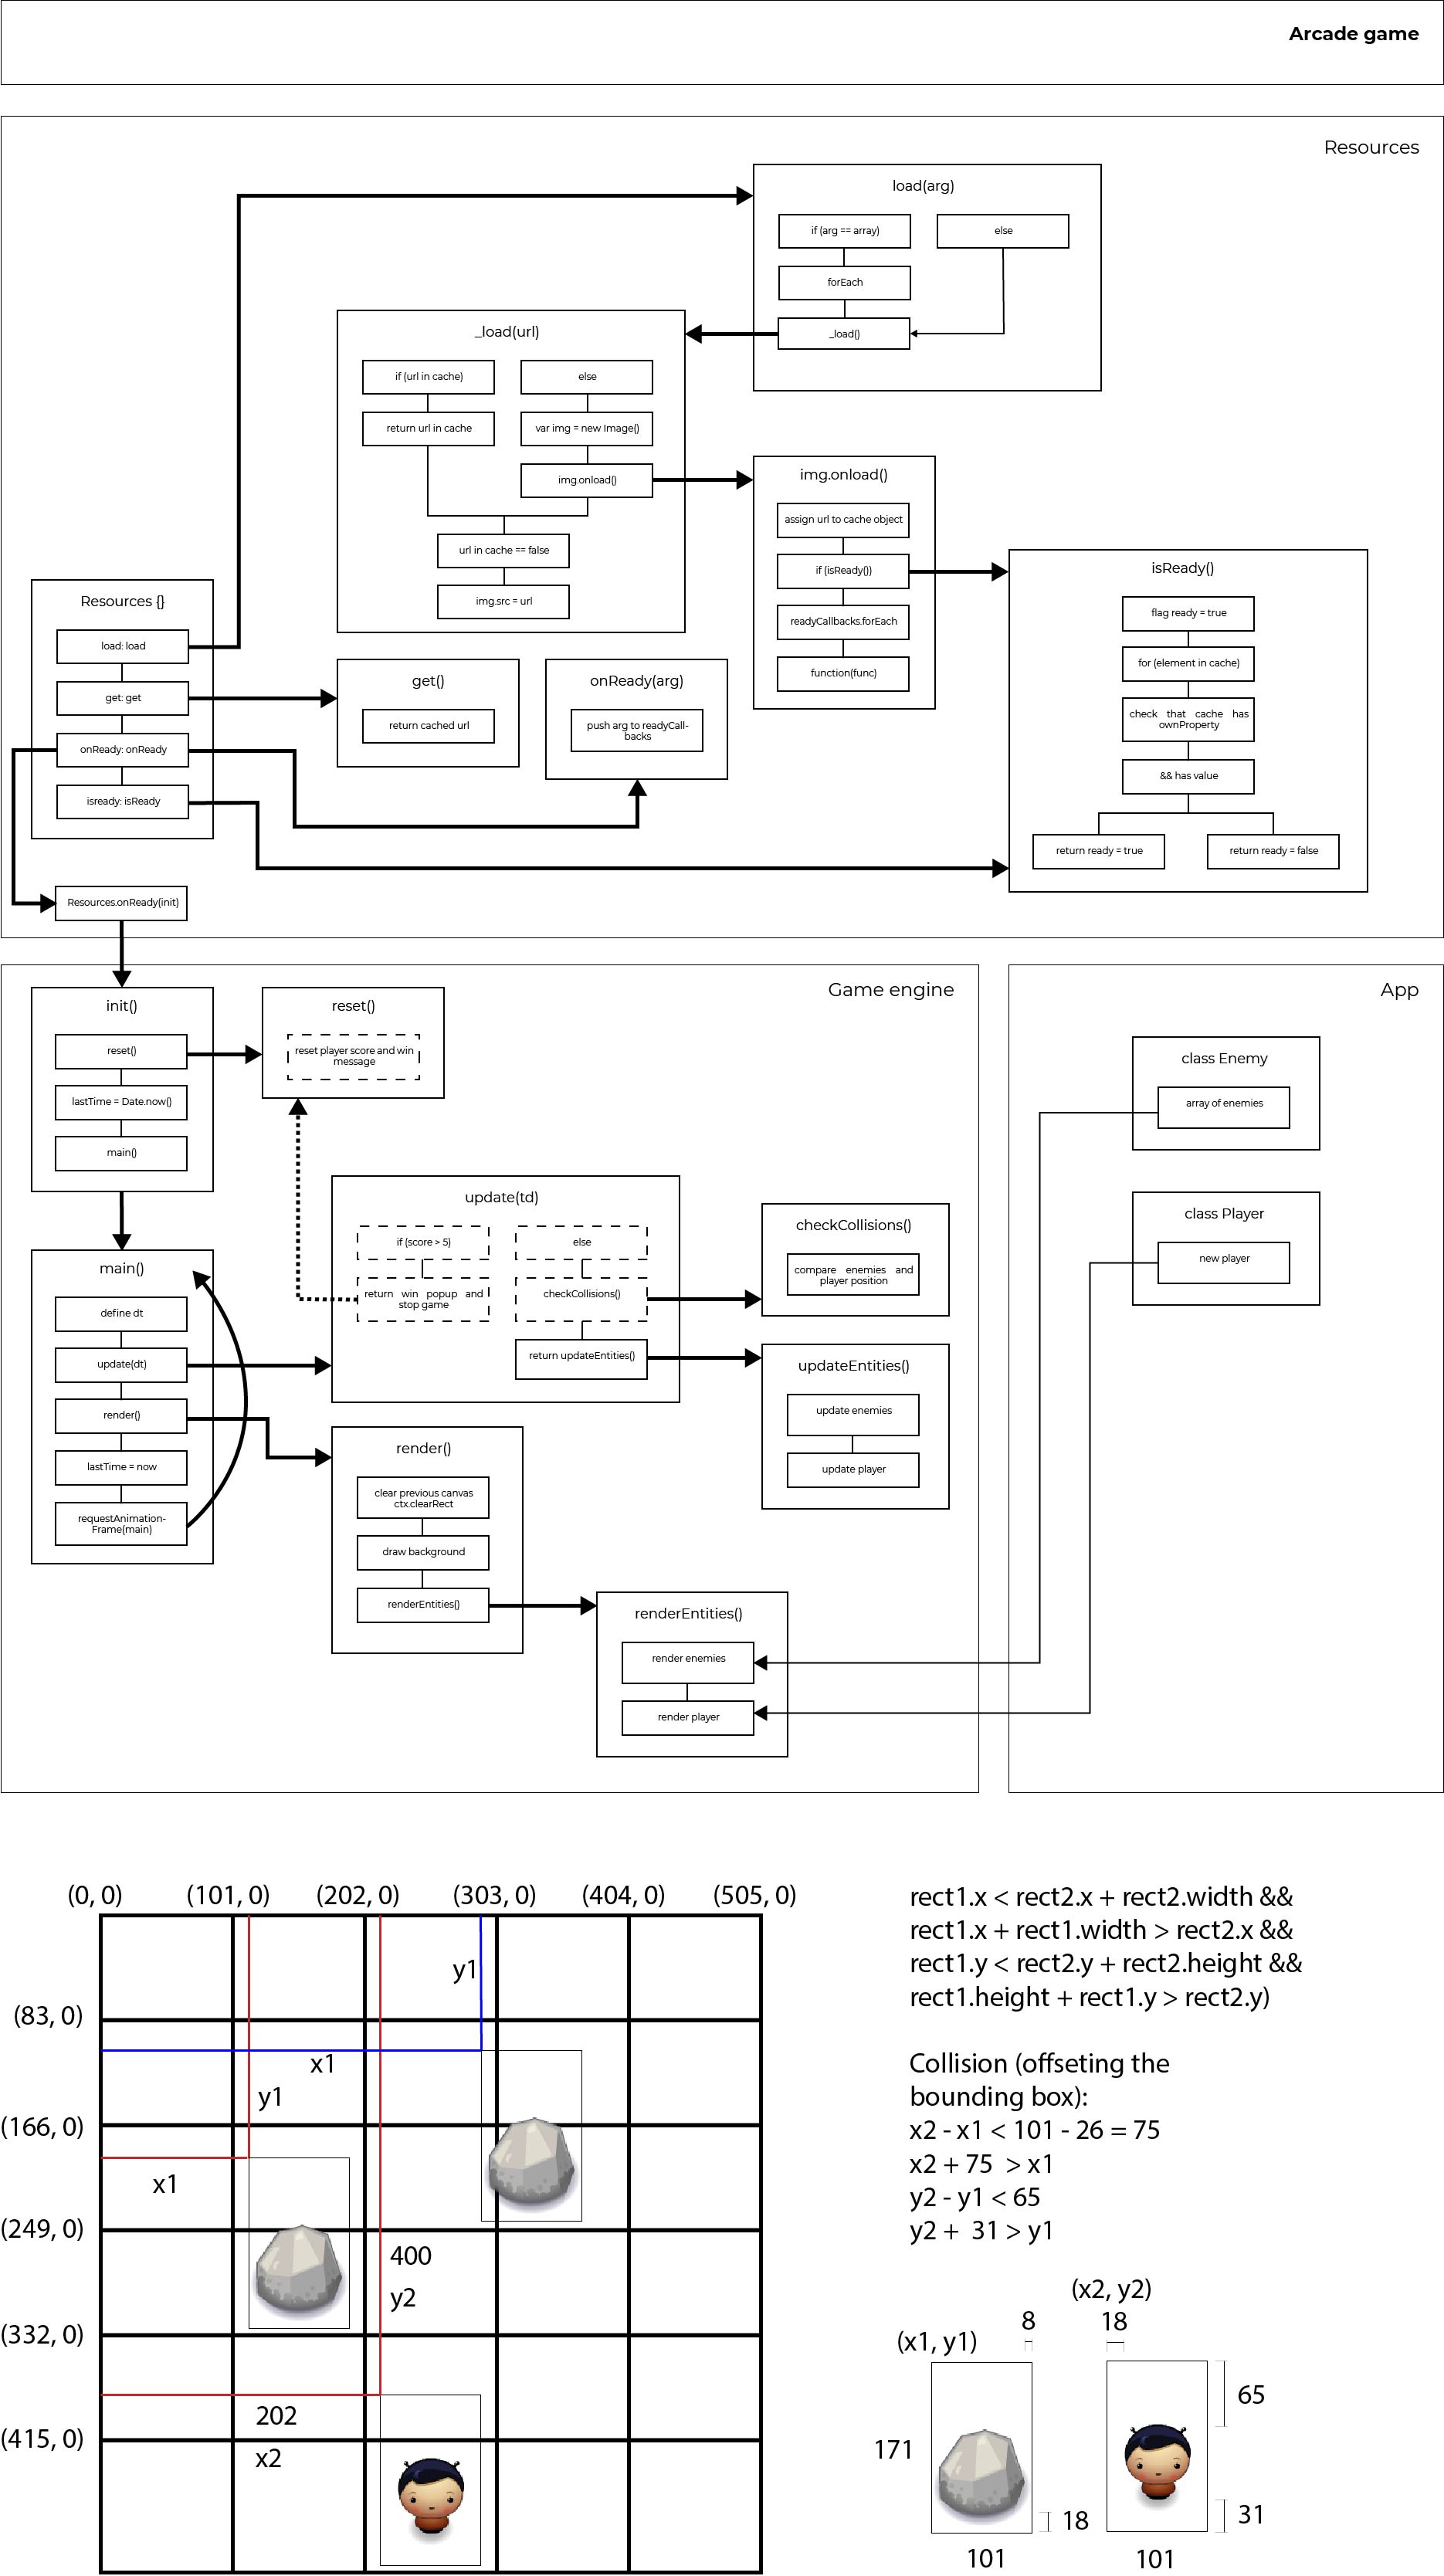 Arcade game
Resources
load(arg)
if (arg == array)
else
forEach
_load()
_load(url)
if (url in cache)
else
return url in cache
var img = new Image()
img.onload()
url in cache == false
img.src = url
img.onload()
assign url to cache object
if (isReady())
readyCallbacks.forEach
function(func)
isReady()
flag ready = true
for (element in cache)
check that cache has
ownProperty
&& has value
return ready = true
return ready = false
Resources {}
load: load
get: get
onReady: onReady
isready: isReady
get()
return cached url
onReady(arg)
push arg to readyCall-
backs
Resources.onReady(init)
Game engine
init()
reset()
lastTime = Date.now()
main()
reset()
reset player score and win
message
update(td)
if (score > 5)
else
return win popup and
stop game
checkCollisions()
return updateEntities()
checkCollisions()
compare enemies and
player position
updateEntities()
update enemies
update player
main()
define dt
update(dt)
render()
lastTime = now
requestAnimation-
Frame(main)
render()
clear previous canvas
ctx.clearRect
draw background
renderEntities()
renderEntities()
render enemies
render player
App
class Enemy
array of enemies
class Player
new player
(0, 0)
(101, 0)
(202, 0)
(303, 0)
(404, 0)
(505, 0)
(83, 0)
(166, 0)
(249, 0)
(332, 0)
(415, 0)
y1
x1
y1
x1
400
y2
202
x2
rect1.x < rect2.x + rect2.width &&
rect1.x + rect1.width > rect2.x &&
rect1.y < rect2.y + rect2.height &&
rect1.height + rect1.y > rect2.y)
Collision (offseting the
bounding box):
x2 - x1 < 101 - 26 = 75
x2 + 75 > x1
y2 - y1 < 65
y2 + 31 > y1
(x2, y2)
8
18
(x1, y1)
65
171
18
31
101
101